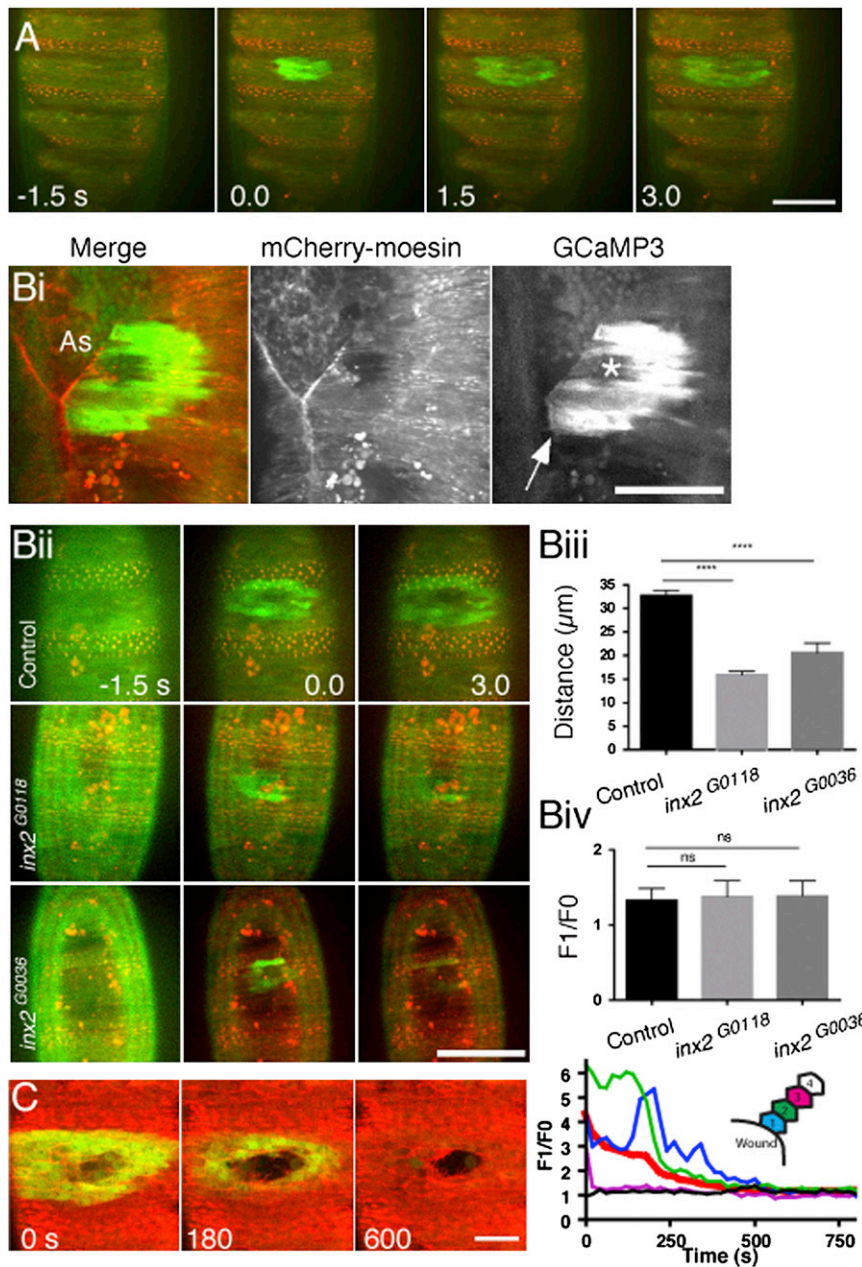 A
-1.5 s
0.0
1.5
3.0
Merge
mCherry-moesin
GCaMP3
Bi
As
*
Bii
Control
-1.5 s
0.0
3.0
inx2 G0118
inx2 G0036
Biii
****
****
35
30
25
20
15
10
5
0
Distance (µm)
Control
inx2 G0118
inx2 G0036
Biv
ns
ns
2
1
0
F1/F0
Control
inx2 G0118
inx2 G0036
C
0 s
180
600
6
5
4
3
2
1
0
F1/F0
4
3
2
1
Wound
0
250
500
750
Time (s)